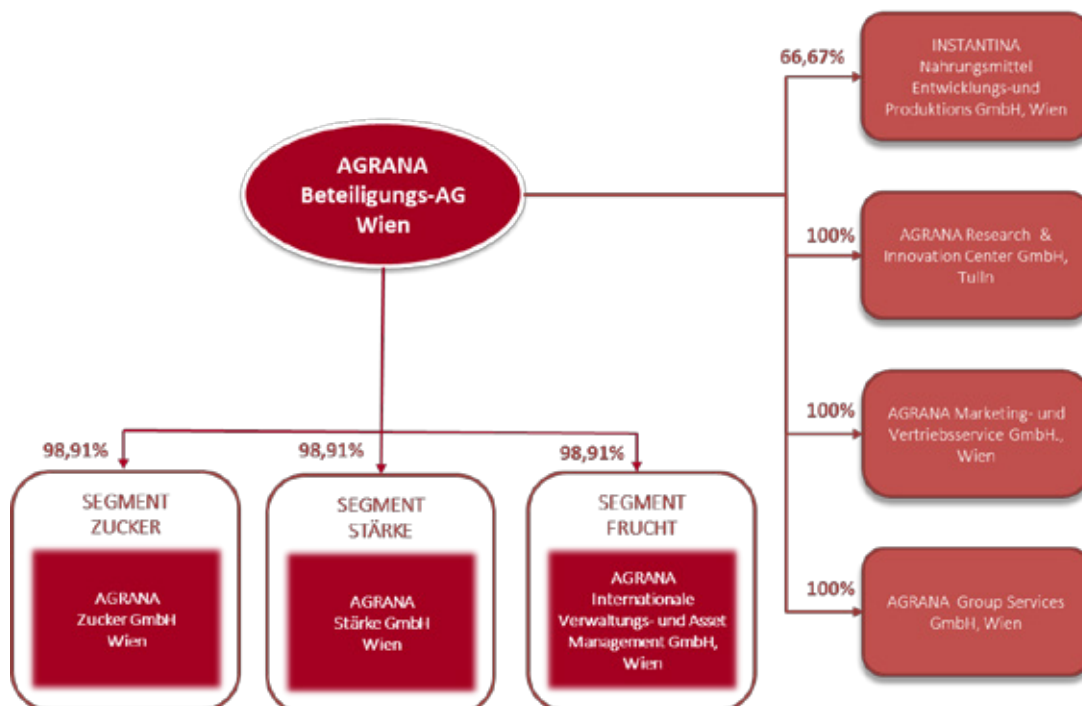 66,67%
INSTANTINA
Nahrungsmittel
Entwicklungs-und
Produktions GmbH, Wien
AGRANA
Beteiligungs-AG
Wien
100%
AGRANA Research &
Innovation Center GmbH,
Tulln
100%
AGRANA Marketing- und
Vertriebsservice GmbH.,
Wien
98,91%
98,91%
98,91%
SEGMENT
ZUCKER
AGRANA
Zucker GmbH
Wien
SEGMENT
STÄRKE
AGRANA
Stärke GmbH
Wien
SEGMENT
FRUCHT
AGRANA
Internationale
Verwaltungs- und Asset
Management GmbH,
Wien
100%
AGRANA Group Services
GmbH, Wien